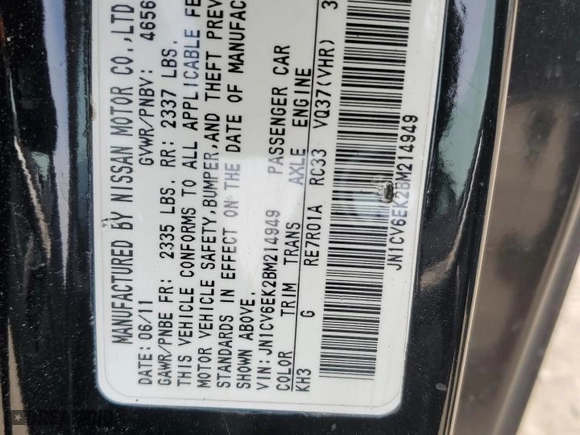 MANUFACTURED BY NISSAN MOTOR CO., LTD
DATE: 06/11 GVWR/PNBV: 4656
GAWR/PNBE FR: 2335 LBS. RR: 2337 LBS.
THIS VEHICLE CONFORMS TO ALL APPLICABLE FE
MOTOR VEHICLE SAFETY,BUMPER,AND THEFT PREV
STANDARDS IN EFFECT ON THE DATE OF MANUFAC
SHOWN ABOVE.
VIN: JN1CV6EK2BM214949 PASSENGER CAR
COLOR TRIM TRANS AXLE ENGINE
KH3 G RE7R01A RC33 VQ37(VHR) 3
JN1CV6EK2BM214949